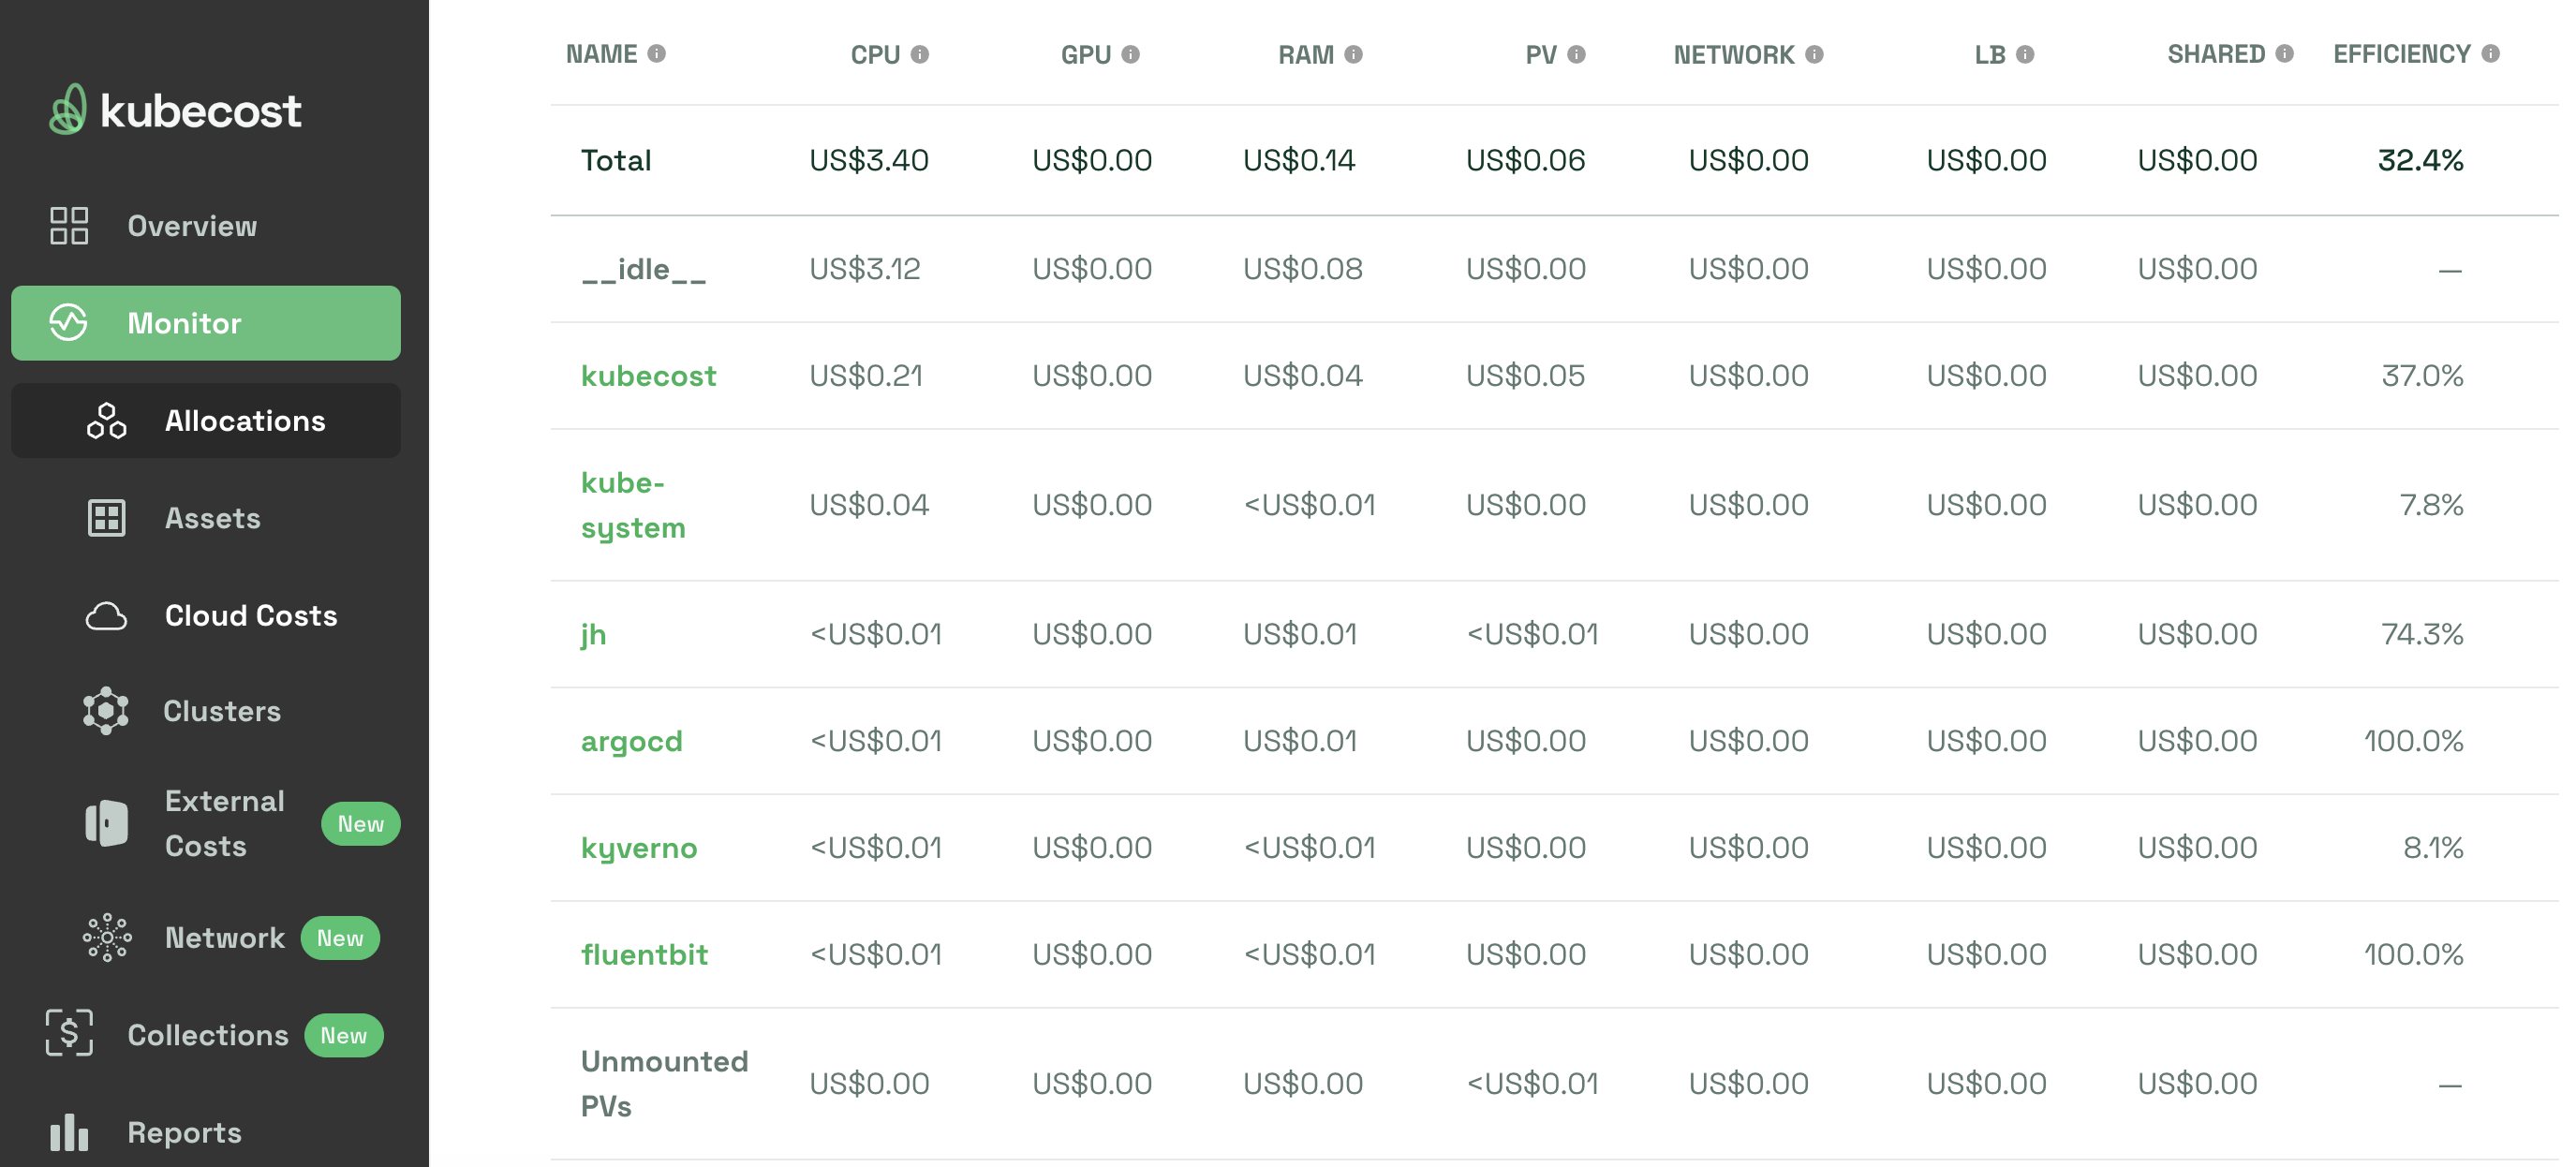 kubecost
Overview
Monitor
Allocations
Assets
Cloud Costs
Clusters
External
Costs
New
Network New
Collections New
Reports
NAME CPU GPU RAM PV NETWORK LB SHARED EFFICIENCY
Total US$3.40 US$0.00 US$0.14 US$0.06 US$0.00 US$0.00 US$0.00 32.4%
__idle__ US$3.12 US$0.00 US$0.08 US$0.00 US$0.00 US$0.00 US$0.00 —
kubecost US$0.21 US$0.00 US$0.04 US$0.05 US$0.00 US$0.00 US$0.00 37.0%
kube-
system US$0.04 US$0.00 <US$0.01 US$0.00 US$0.00 US$0.00 US$0.00 7.8%
jh <US$0.01 US$0.00 US$0.01 <US$0.01 US$0.00 US$0.00 US$0.00 74.3%
argocd <US$0.01 US$0.00 US$0.01 US$0.00 US$0.00 US$0.00 US$0.00 100.0%
kyverno <US$0.01 US$0.00 <US$0.01 US$0.00 US$0.00 US$0.00 US$0.00 8.1%
fluentbit <US$0.01 US$0.00 <US$0.01 US$0.00 US$0.00 US$0.00 US$0.00 100.0%
Unmounted
PVs US$0.00 US$0.00 US$0.00 <US$0.01 US$0.00 US$0.00 US$0.00 —